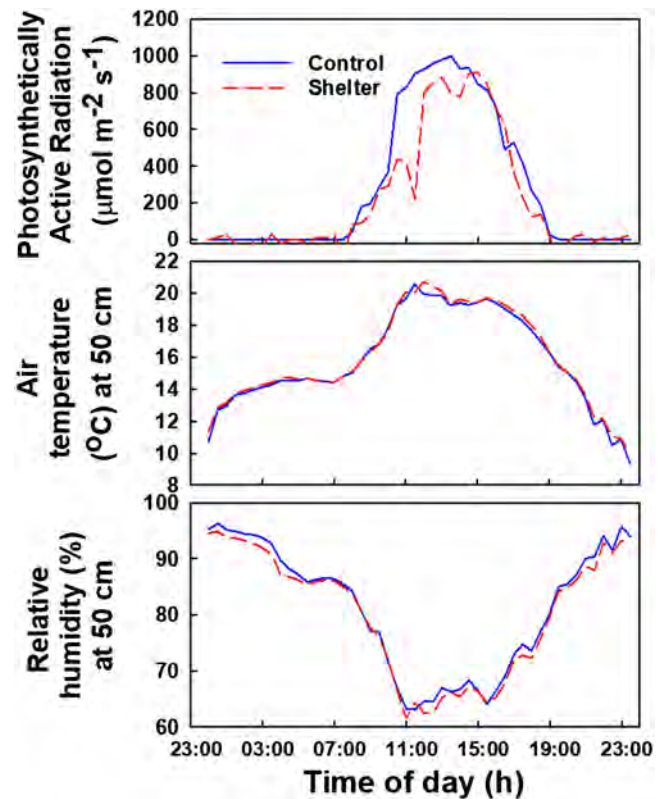 Photosynthetically
Active Radiation
(μmol m-2 s-1)
1200
1000
800
600
400
200
0
Control
Shelter
Air
temperature
(OC) at 50 cm
22
20
18
16
14
12
10
8
Relative
humidity (%)
at 50 cm
100
90
80
70
60
23:00 03:00 07:00 11:00 15:00 19:00 23:00
Time of day (h)